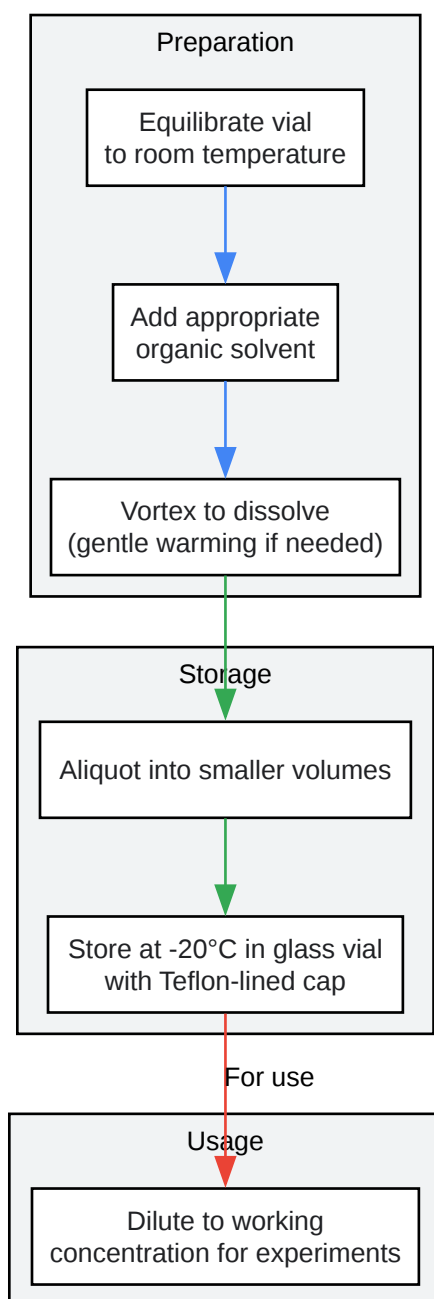 Preparation
Equilibrate vial
to room temperature
Add appropriate
organic solvent
Vortex to dissolve
(gentle warming if needed)
Storage
Aliquot into smaller volumes
Store at -20°C in glass vial
with Teflon-lined cap
For use
Usage
Dilute to working
concentration for experiments